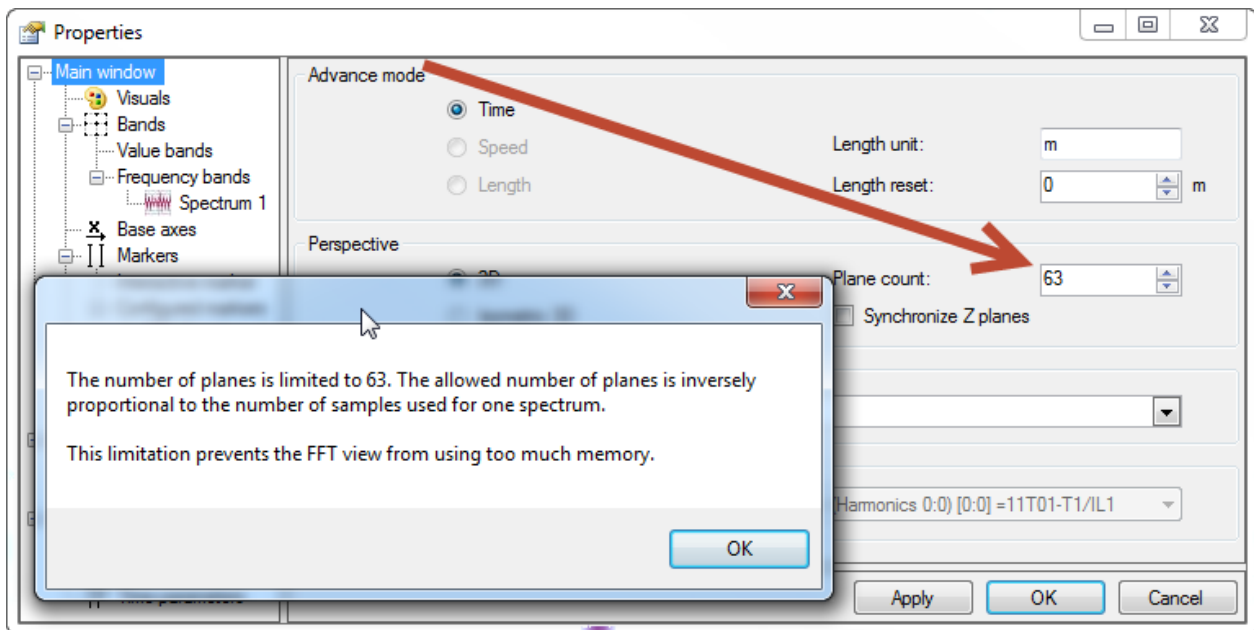 Properties
Main window
Visuals
Bands
Value bands
Frequency bands
Spectrum 1
Base axes
Markers
Advance mode
Time
Speed
Length
Length unit:
m
Length reset:
0
m
Perspective
Plane count:
63
Synchronize Z planes
(Harmonics 0:0) [0:0] =11T01-T1/IL1
The number of planes is limited to 63. The allowed number of planes is inversely
proportional to the number of samples used for one spectrum.
This limitation prevents the FFT view from using too much memory.
OK
Apply
OK
Cancel